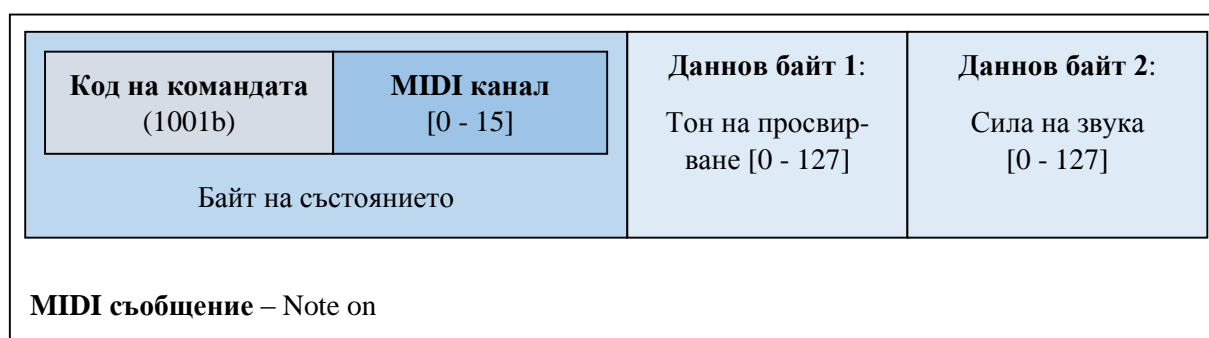 Код на командата
(1001b)
MIDI канал
[0 - 15]
Байт на състоянието
Даннов байт 1:
Тон на просвир-
ване [0 - 127]
Даннов байт 2:
Сила на звука
[0 - 127]
MIDI съобщение – Note on